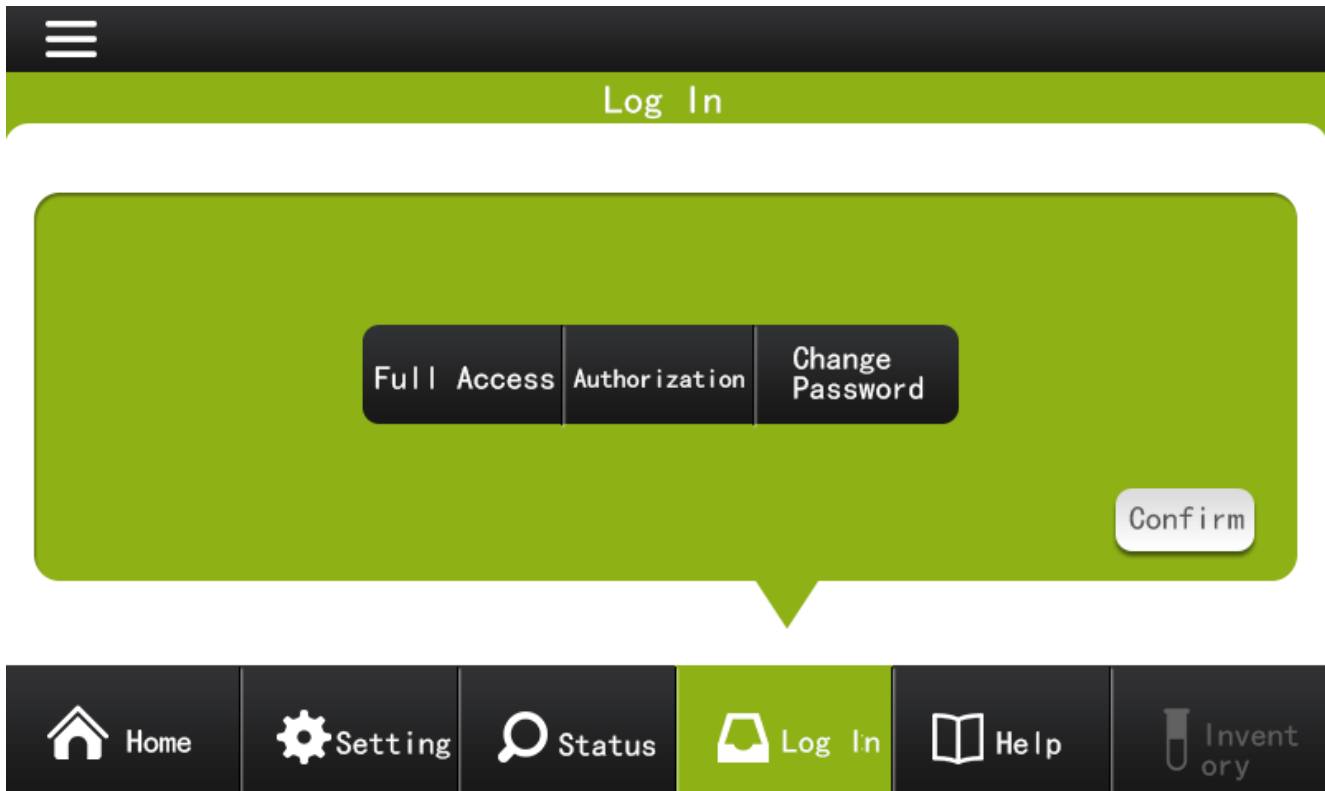 Log In
Full Access
Authorization
Change
Password
Confirm
Home
Setting
Status
Log In
Help
Invent
ory